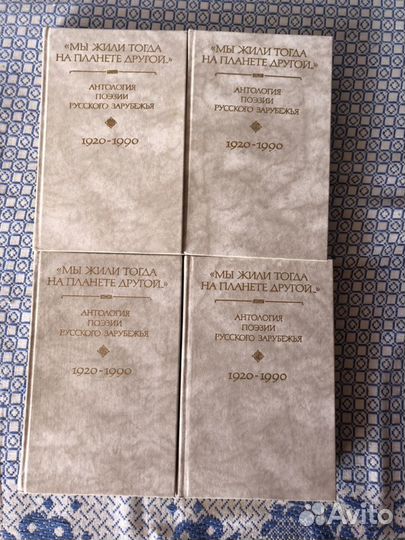 «МЫ ЖИЛИ ТОГДА
НА ПЛАНЕТЕ ДРУГОЙ...»
АНТОЛОГИЯ
ПОЭЗИИ
РУССКОГО ЗАРУБЕЖЬЯ
1920-1990
«МЫ ЖИЛИ ТОГДА
НА ПЛАНЕТЕ ДРУГОЙ...»
АНТОЛОГИЯ
ПОЭЗИИ
РУССКОГО ЗАРУБЕЖЬЯ
1920-1990
«МЫ ЖИЛИ ТОГДА
НА ПЛАНЕТЕ ДРУГОЙ...»
АНТОЛОГИЯ
ПОЭЗИИ
РУССКОГО ЗАРУБЕЖЬЯ
1920-1990
«МЫ ЖИЛИ ТОГДА
НА ПЛАНЕТЕ ДРУГОЙ...»
АНТОЛОГИЯ
ПОЭЗИИ
РУССКОГО ЗАРУБЕЖЬЯ
1920-1990
Avito